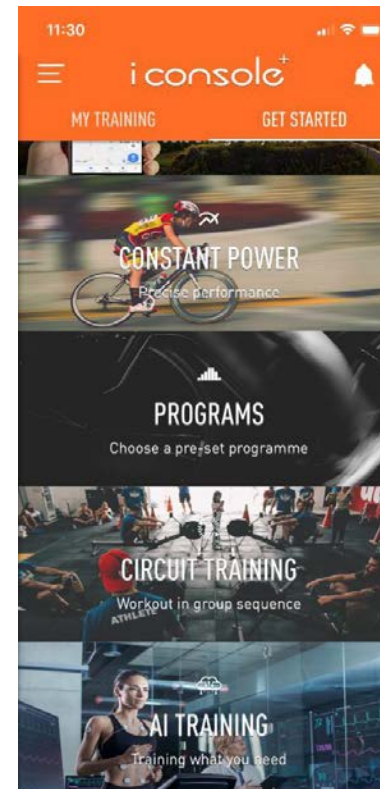 11:30
i console+
MY TRAINING
GET STARTED
CONSTANT POWER
Precise performance
PROGRAMS
Choose a pre-set programme
CIRCUIT TRAINING
Workout in group sequence
ATHLETE
AI TRAINING
Training what you need